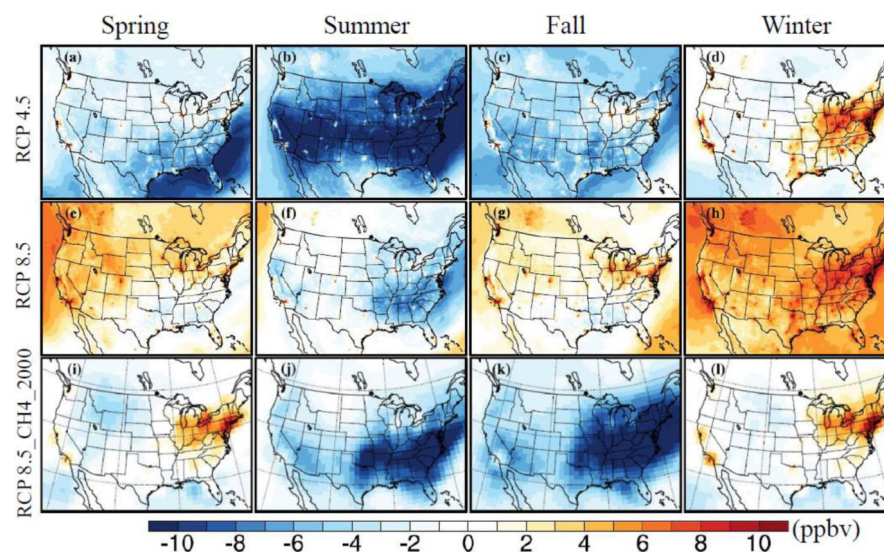 Spring Summer Fall Winter
RCP 4.5
(a) (b) (c) (d)
RCP 8.5
(e) (f) (g) (h)
RCP 8.5_CH4_2000
(i) (j) (k) (l)
-10 -8 -6 -4 -2 0 2 4 6 8 10 (ppbv)